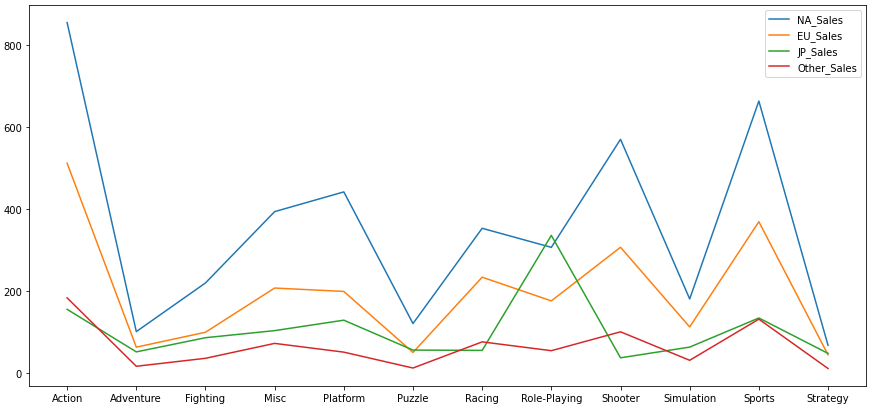 NA_Sales
EU_Sales
JP_Sales
Other_Sales
800
600
400
200
0
Action Adventure Fighting Misc Platform Puzzle Racing Role-Playing Shooter Simulation Sports Strategy